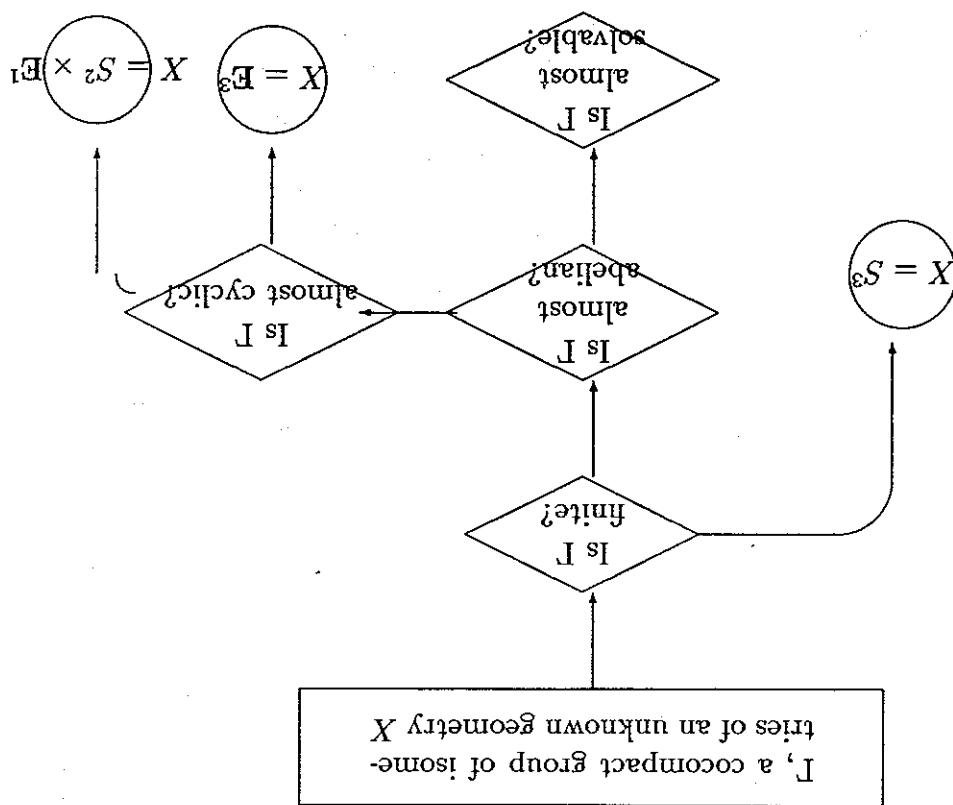 Γ, a cocompact group of isome-
tries of an unknown geometry X
Is Γ
finite?
X = S³
Is Γ
almost
abelian?
Is Γ
almost cyclic?
Is Γ
almost
solvable?
X = E³
X = S² × E¹